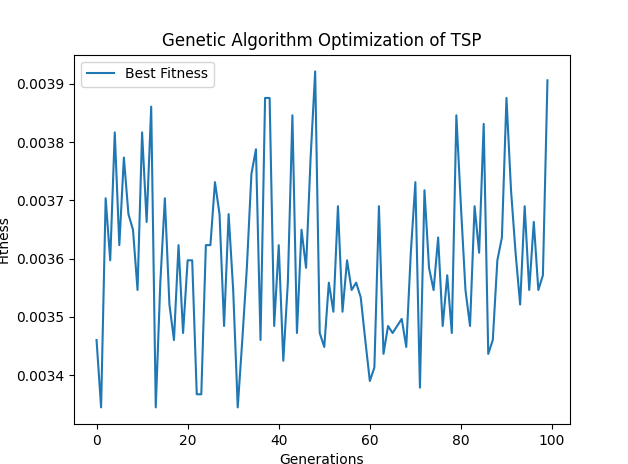 Genetic Algorithm Optimization of TSP
Best Fitness
0.0039
0.0038
0.0037
0.0036
0.0035
0.0034
Fitness
0 20 40 60 80 100
Generations